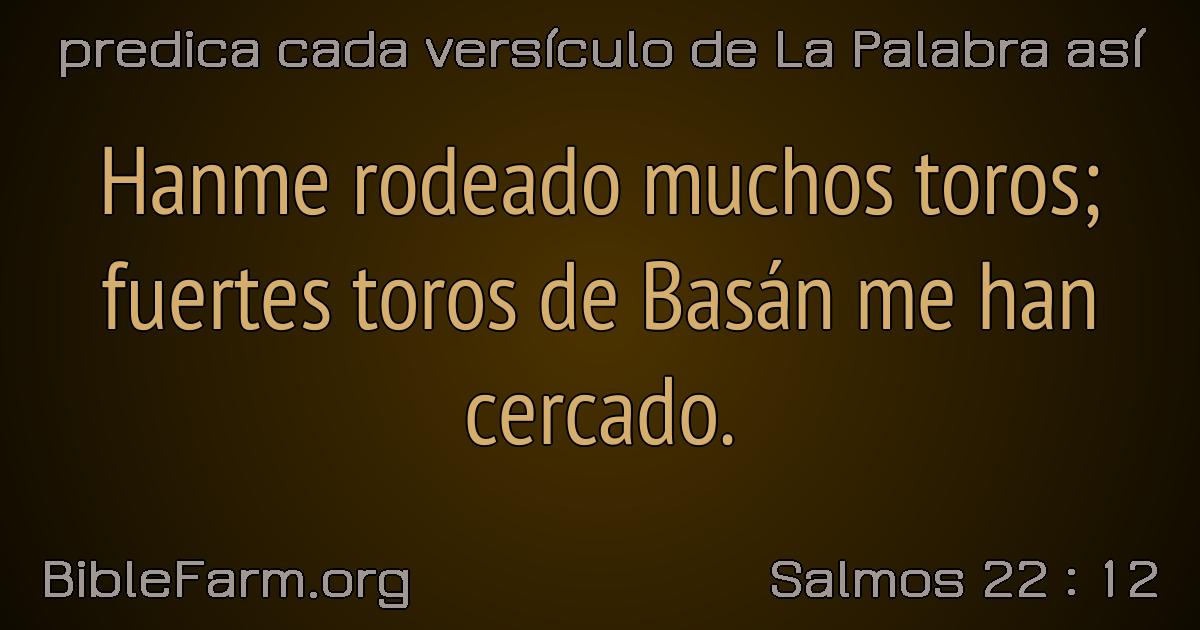 predica cada versículo de La Palabra así
Hanme rodeado muchos toros;
fuertes toros de Basán me han
cercado.
BibleFarm.org
Salmos 22 : 12